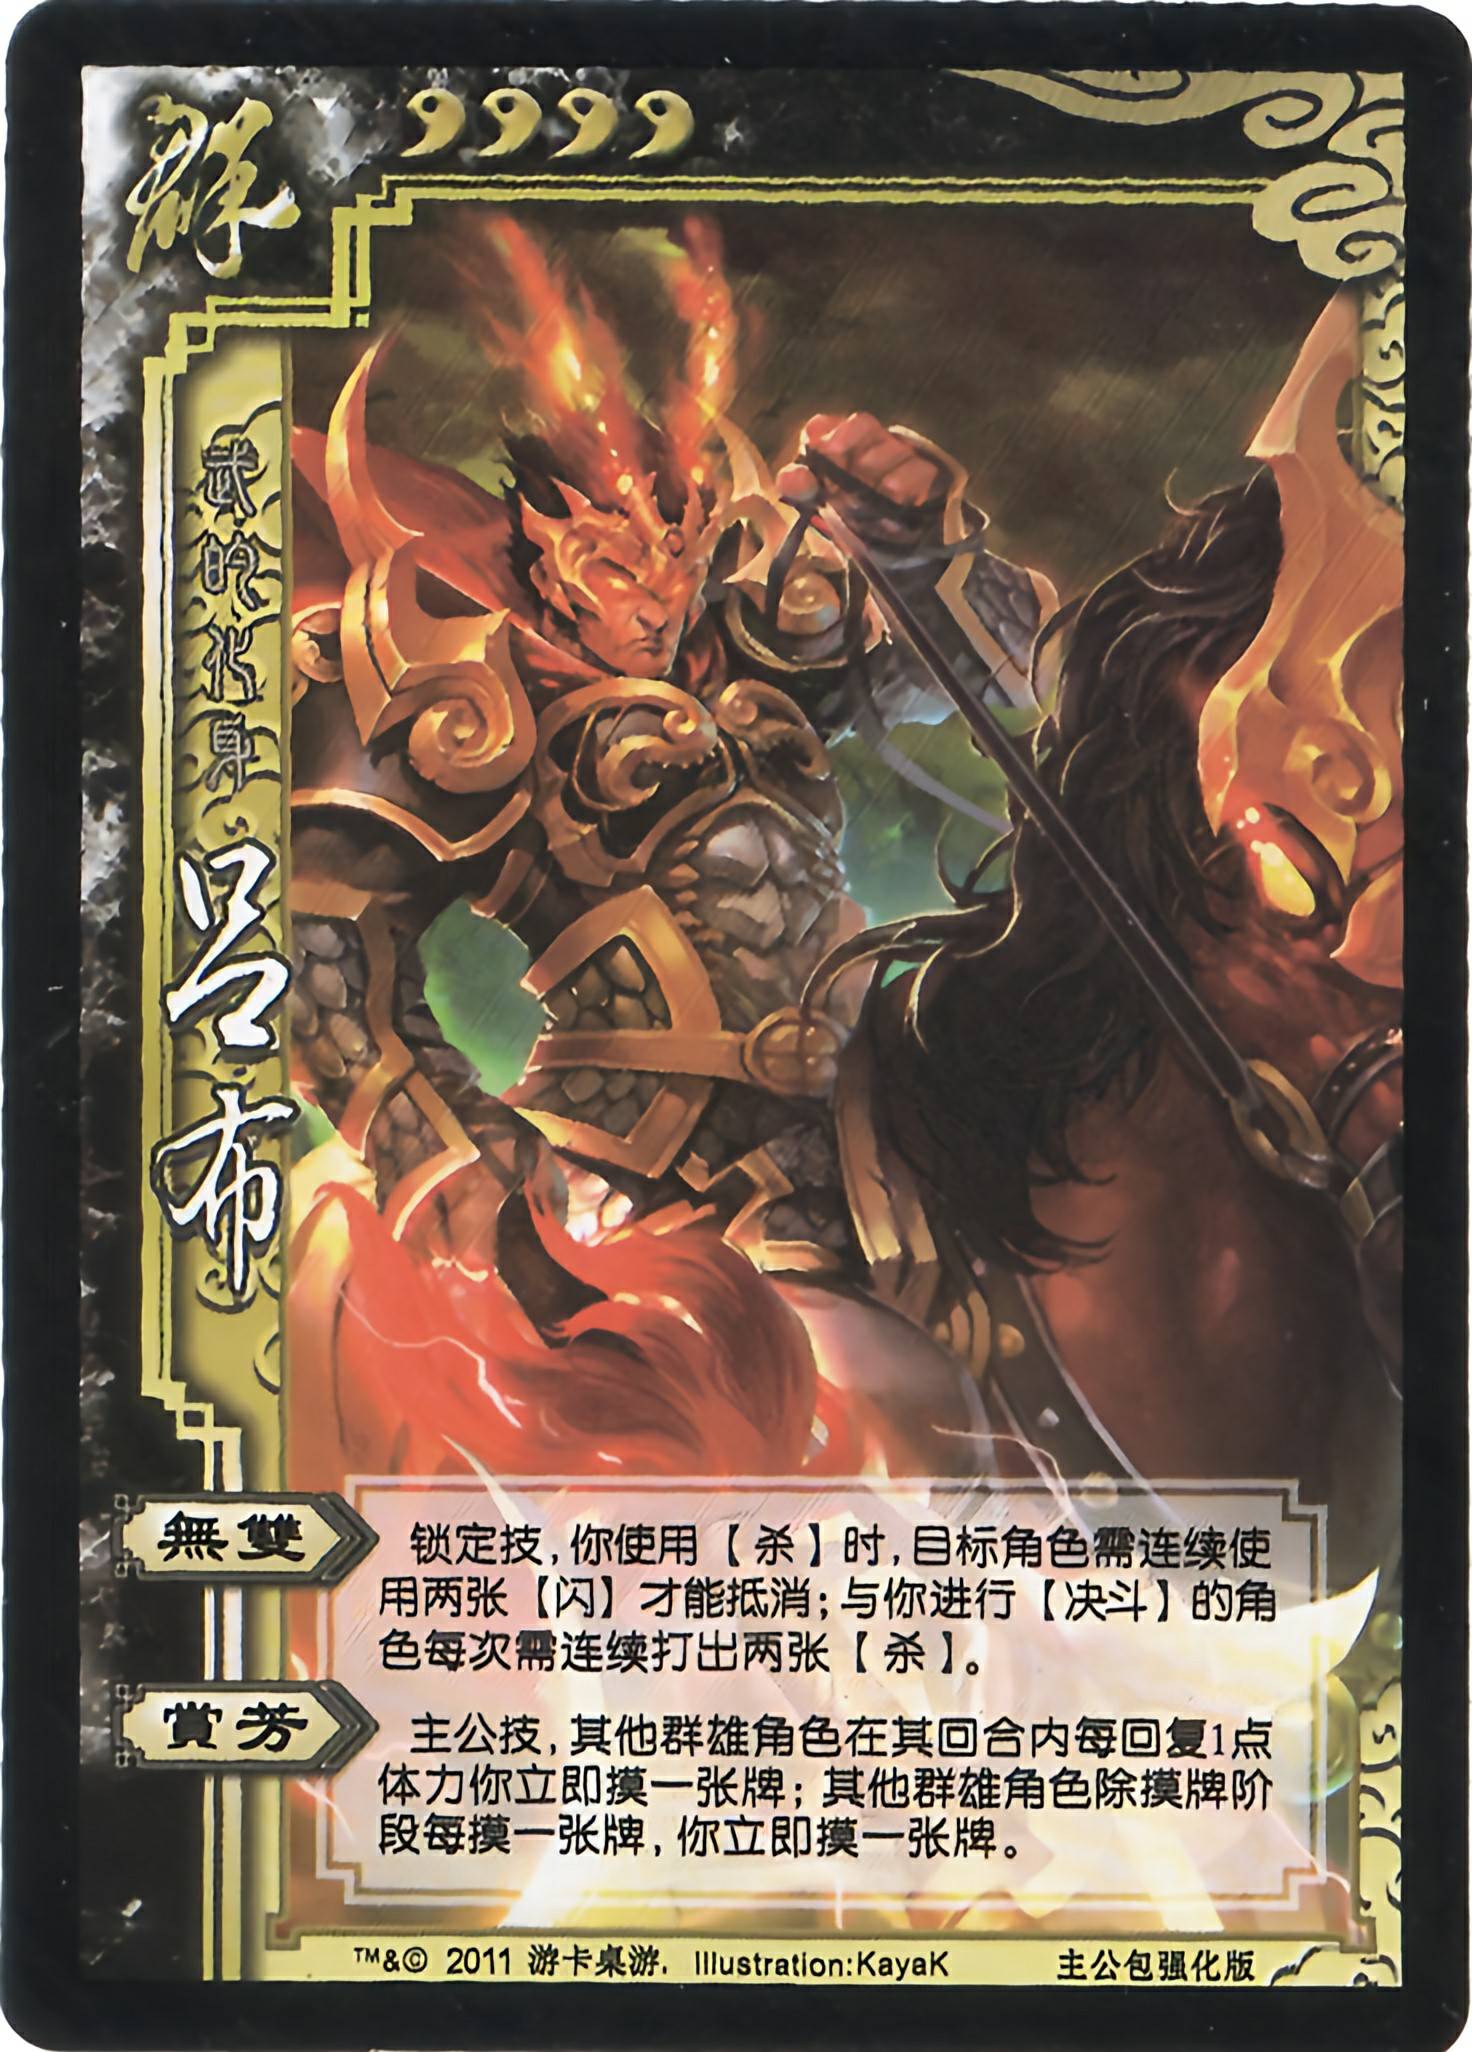 群
武的化身
吕布
無雙
锁定技,你使用【杀】时,目标角色需连续使
用两张【闪】才能抵消;与你进行【决斗】的角
色每次需连续打出两张【杀】。
賞芳
主公技,其他群雄角色在其回合内每回复1点
体力你立即摸一张牌;其他群雄角色除摸牌阶
段每摸一张牌,你立即摸一张牌。
™&© 2011 游卡桌游. Illustration:KayaK
主公包强化版